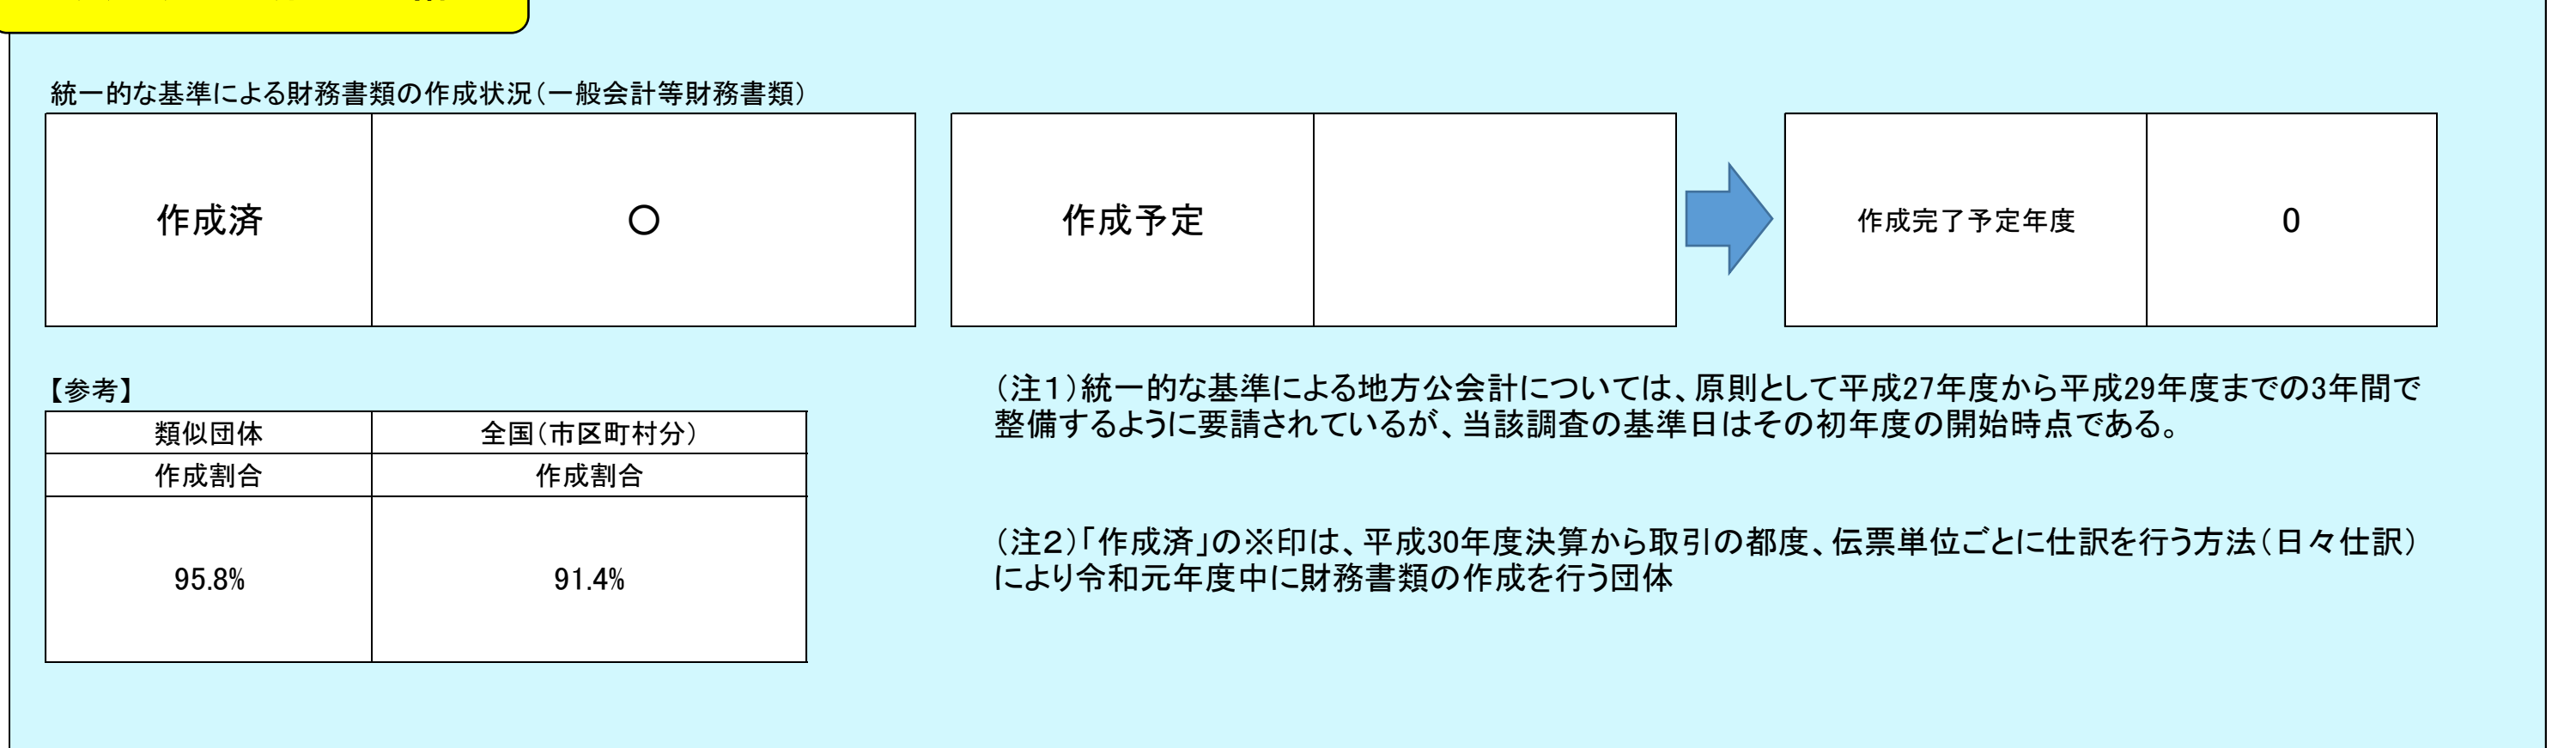 統一的な基準による財務書類の作成状況(一般会計等財務書類)
作成済 ○ 作成予定 作成完了予定年度 0
【参考】
類似団体 全国(市区町村分)
作成割合 作成割合
95.8% 91.4%
(注1)統一的な基準による地方公会計については、原則として平成27年度から平成29年度までの3年間で
整備するように要請されているが、当該調査の基準日はその初年度の開始時点である。
(注2)「作成済」の※印は、平成30年度決算から取引の都度、伝票単位ごとに仕訳を行う方法(日々仕訳)
により令和元年度中に財務書類の作成を行う団体